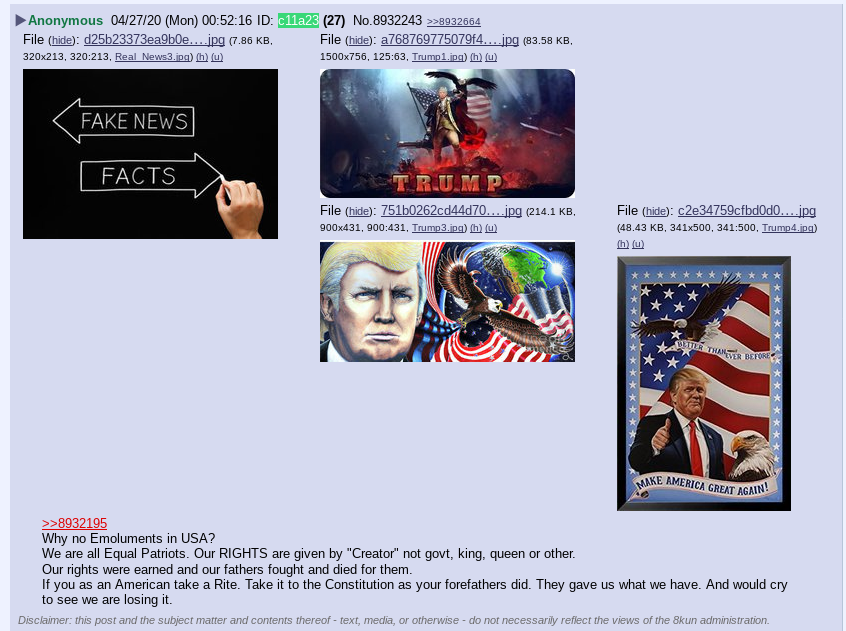 ▶Anonymous 04/27/20 (Mon) 00:52:16 ID: c11a23 (27) No.8932243 >>8932664
File (hide): d25b23373ea9b0e….jpg (7.86 KB,
320x213, 320:213, Real_News3.jpg) (h) (u)
FAKE NEWS
FACTS
File (hide): a768769775079f4….jpg (83.58 KB,
1500x756, 125:63, Trump1.jpg) (h) (u)
TRUMP
File (hide): 751b0262cd44d70….jpg (214.1 KB,
900x431, 900:431, Trump3.jpg) (h) (u)
File (hide): c2e34759cfbd0d0….jpg
(48.43 KB, 341x500, 341:500, Trump4.jpg)
(h) (u)
BETTER THAN EVER BEFORE
MAKE AMERICA GREAT AGAIN!
>>8932195
Why no Emoluments in USA?
We are all Equal Patriots. Our RIGHTS are given by "Creator" not govt, king, queen or other.
Our rights were earned and our fathers fought and died for them.
If you as an American take a Rite. Take it to the Constitution as your forefathers did. They gave us what we have. And would cry
to see we are losing it.
Disclaimer: this post and the subject matter and contents thereof - text, media, or otherwise - do not necessarily reflect the views of the 8kun administration.